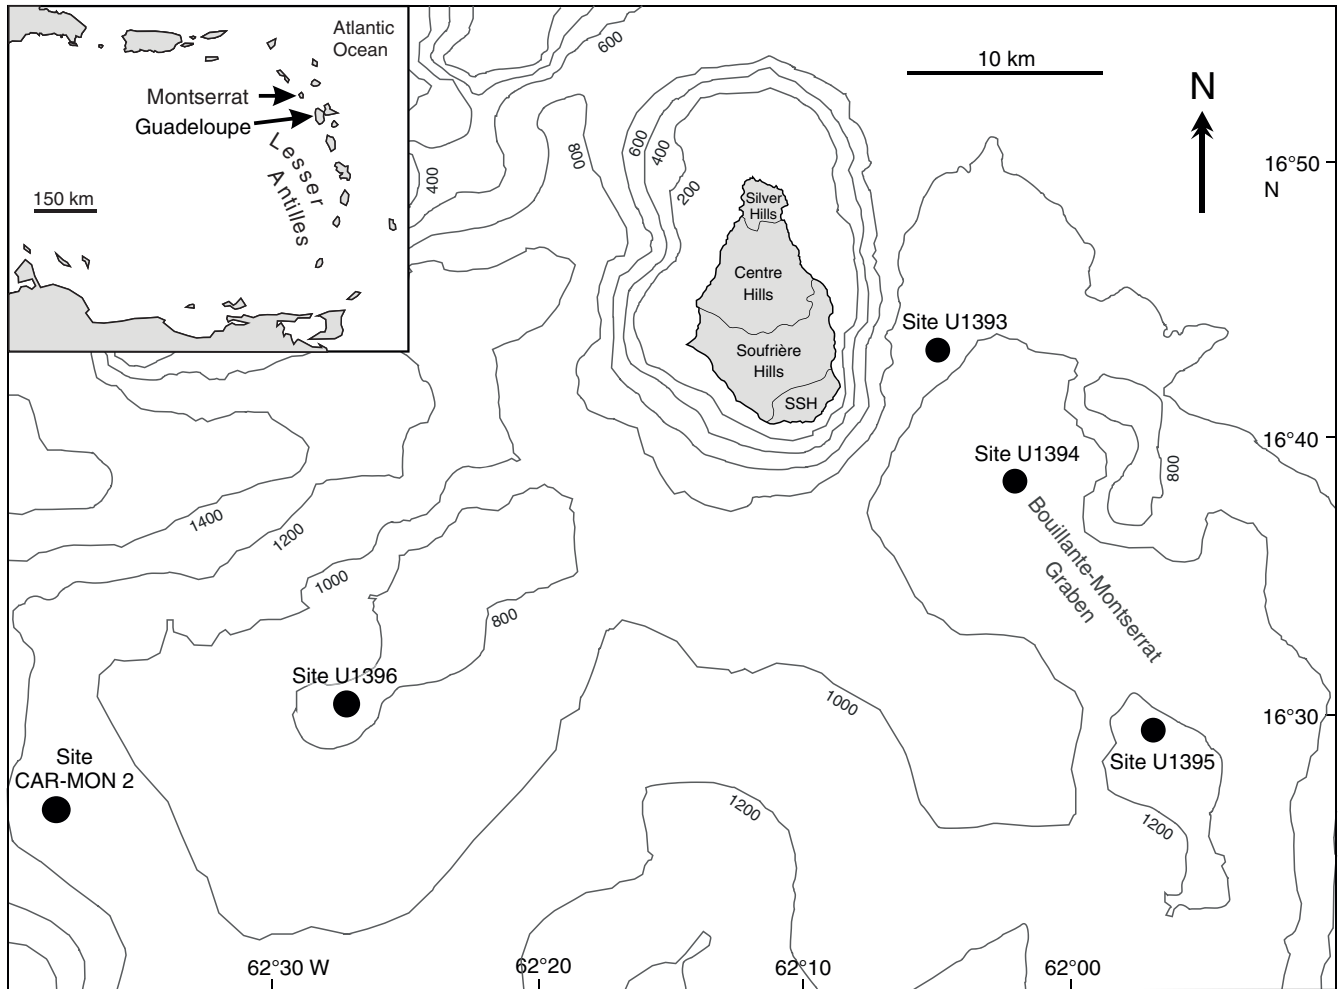 Atlantic
Ocean
Montserrat
Guadeloupe
Lesser
Antilles
150 km
600
10 km
N
800
600
400
400
200
16°50
N
Silver
Hills
Centre
Hills
Site U1393
Soufrière
Hills
SSH
16°40
Site U1394
800
1400
1200
Bouillante-Montserrat
Graben
1000
800
Site U1396
1000
16°30
Site
CAR-MON 2
Site U1395
1200
1200
62°30 W
62°20
62°10
62°00